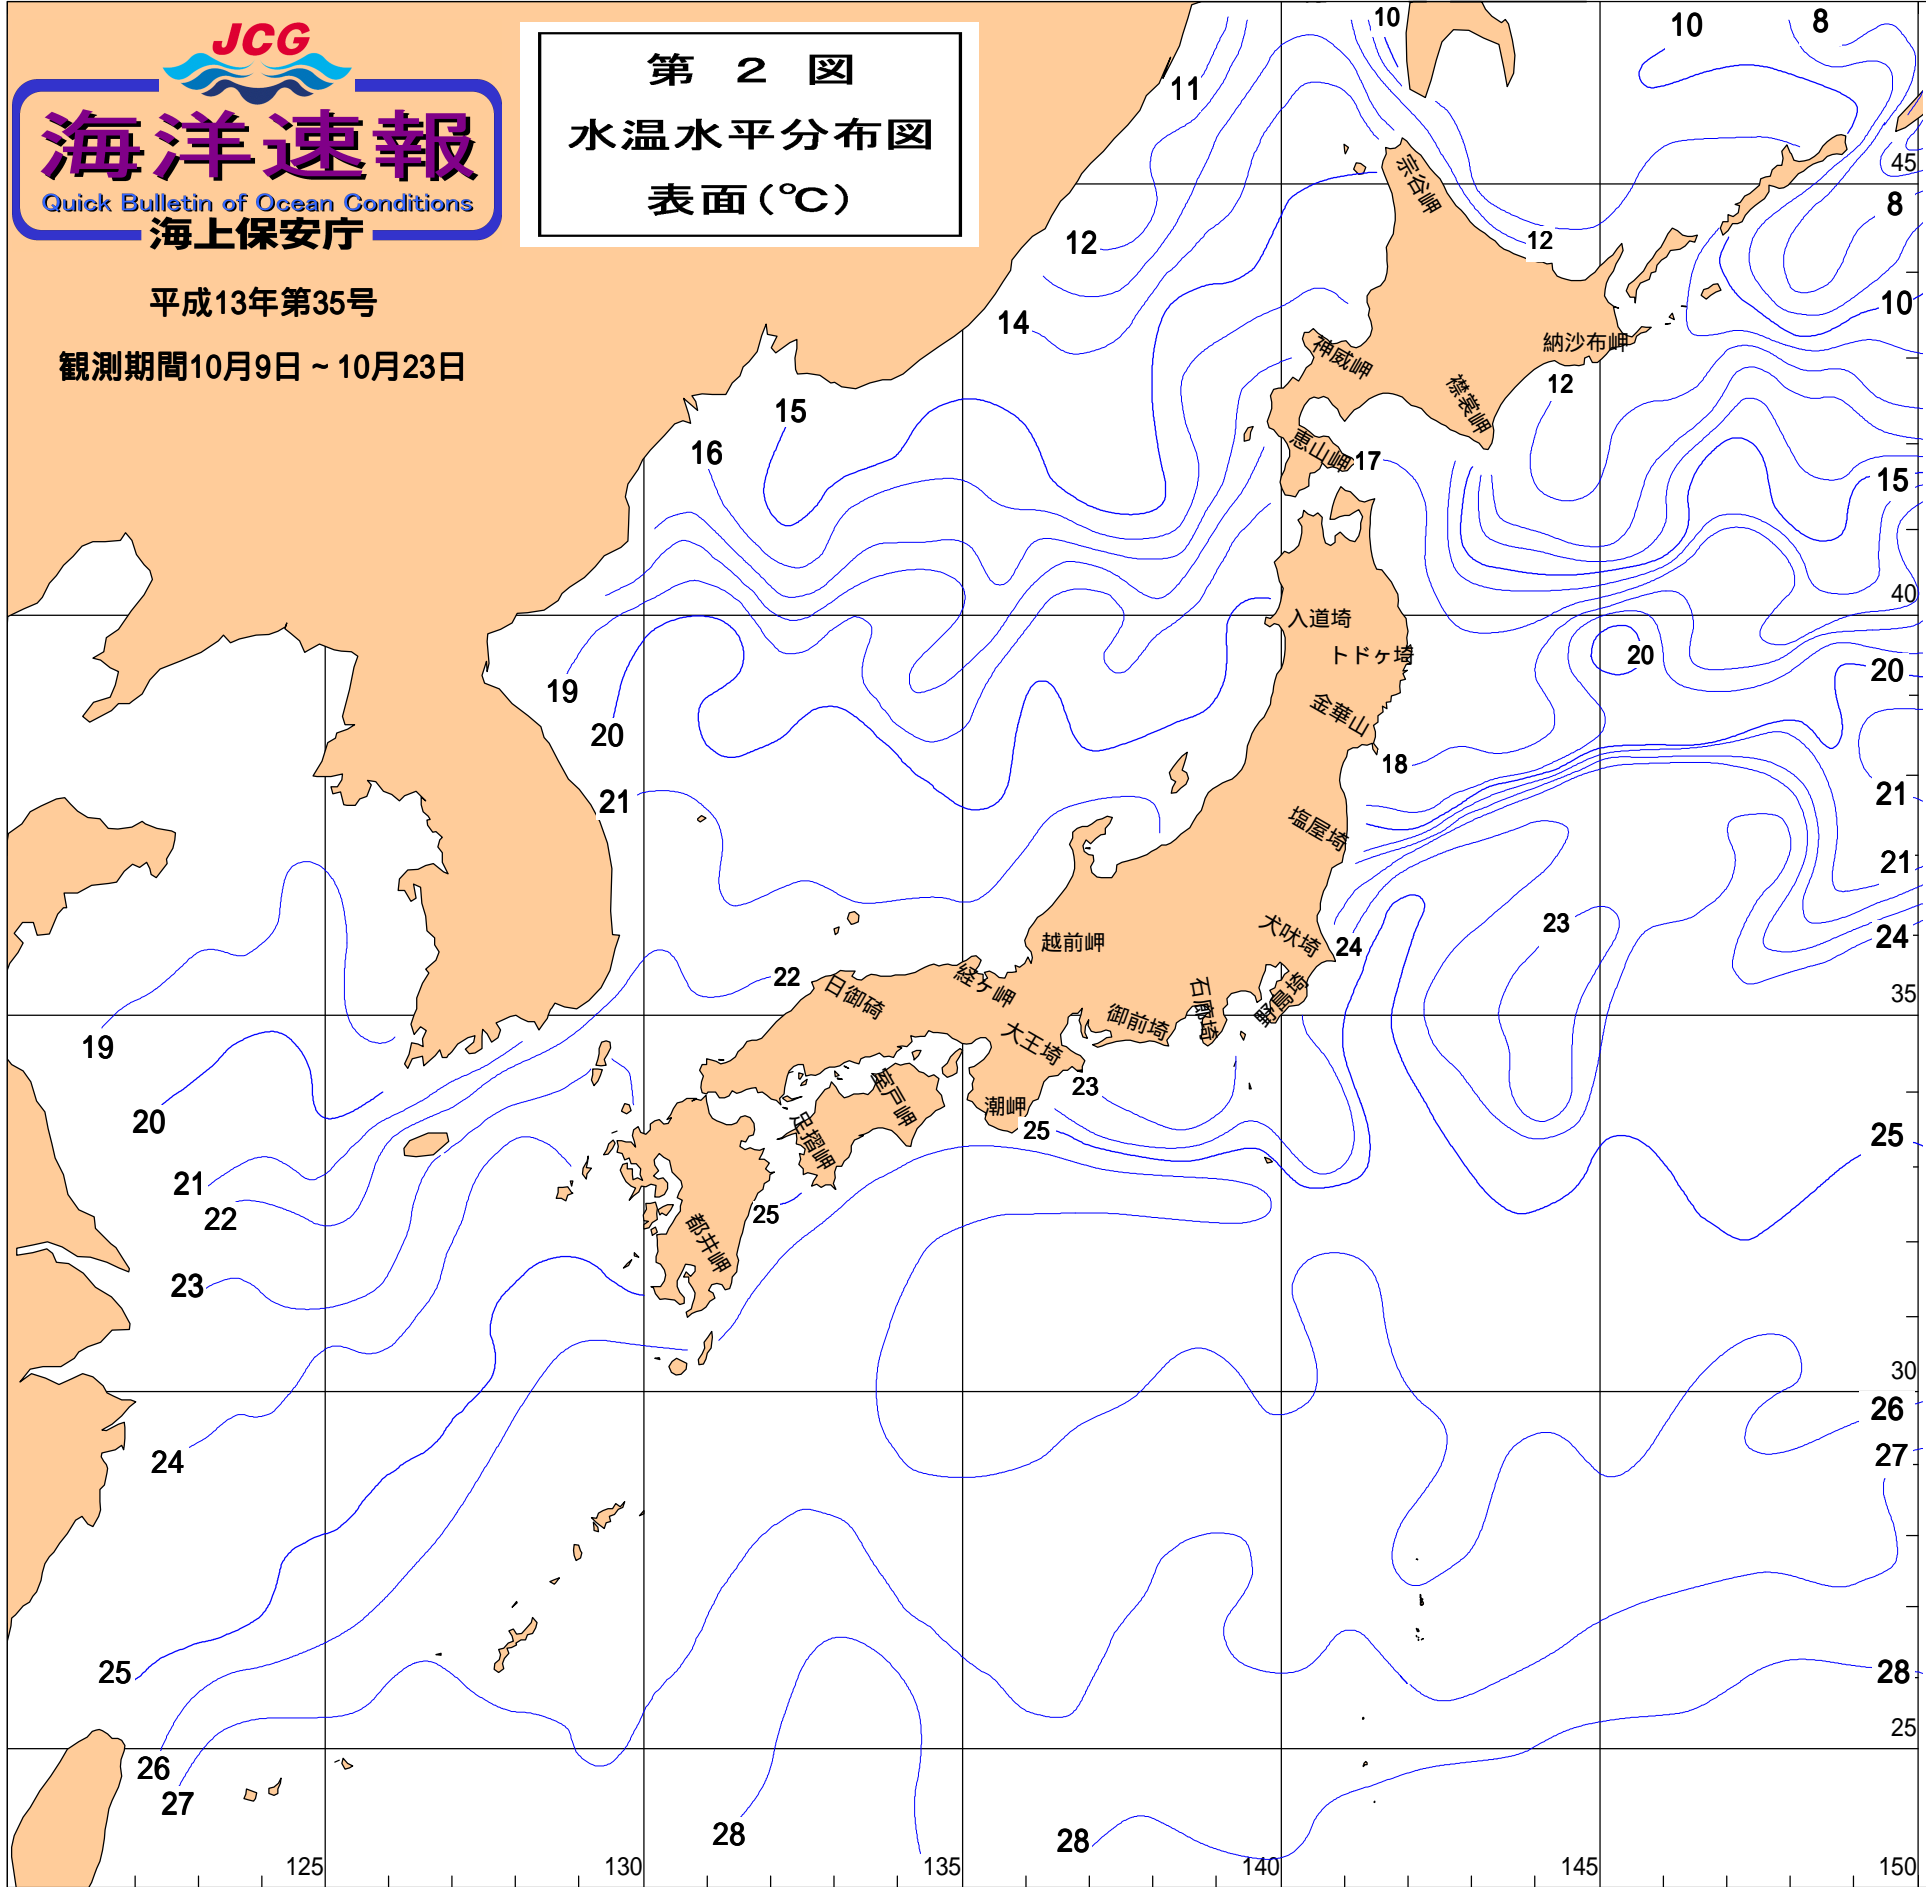 JCG
海洋速報
Quick Bulletin of Ocean Conditions
海上保安庁
平成13年第35号
観測期間10月9日～10月23日
第 2 図
水温水平分布図
表面(℃)
10
10
8
11
45
宗谷岬
8
12
12
10
14
神威岬
納沙布岬
12
襟裳岬
15
16
恵山岬
17
15
40
入道埼
トドヶ埼
20
20
19
金華山
20
18
21
21
塩屋埼
21
23
犬吠埼
24
24
越前岬
22
経ヶ岬
日御碕
石廊埼
野島埼
35
御前埼
大王埼
19
室戸岬
23
潮岬
20
足摺岬
25
25
21
22
25
都井岬
23
30
26
24
27
25
28
25
26
27
28
28
125
130
135
140
145
150